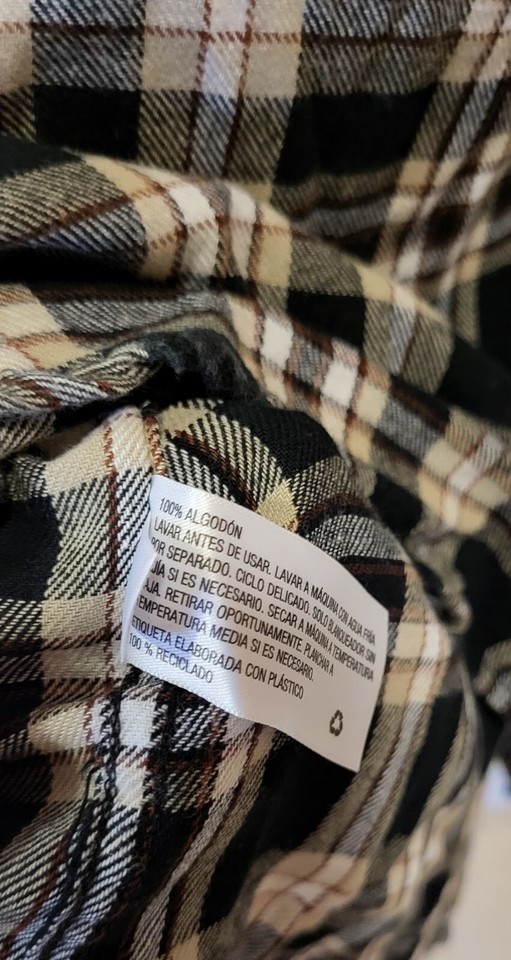 100% ALGODÓN
LAVAR ANTES DE USAR. LAVAR A MÁQUINA CON AGUA FRÍA
POR SEPARADO. CICLO DELICADO. SOLO BLANQUEADOR SIN
SI ES NECESARIO. SECAR A MÁQUINA A TEMPERATURA
RETIRAR OPORTUNAMENTE. PLANCHAR A
TEMPERATURA MEDIA SI ES NECESARIO.
ETIQUETA ELABORADA CON PLÁSTICO
100 % RECICLADO